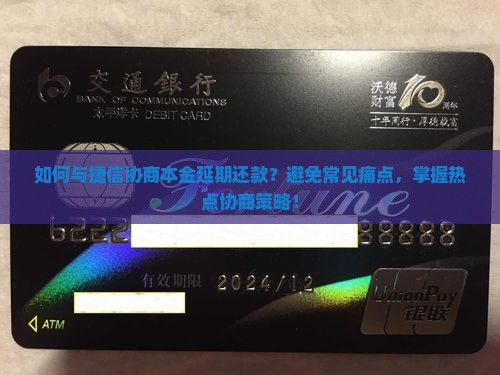 交通銀行
BANK OF COMMUNICATIONS
太平洋卡 DEBIT CARD
沃德
财富
10
周年
十年同行·厚德载富
如何与捷信协商本金延期还款？避免常见痛点，掌握热
点协商策略！
Fortune
6222
88888
有效期限 2024/12
ATM
UnionPay
银联